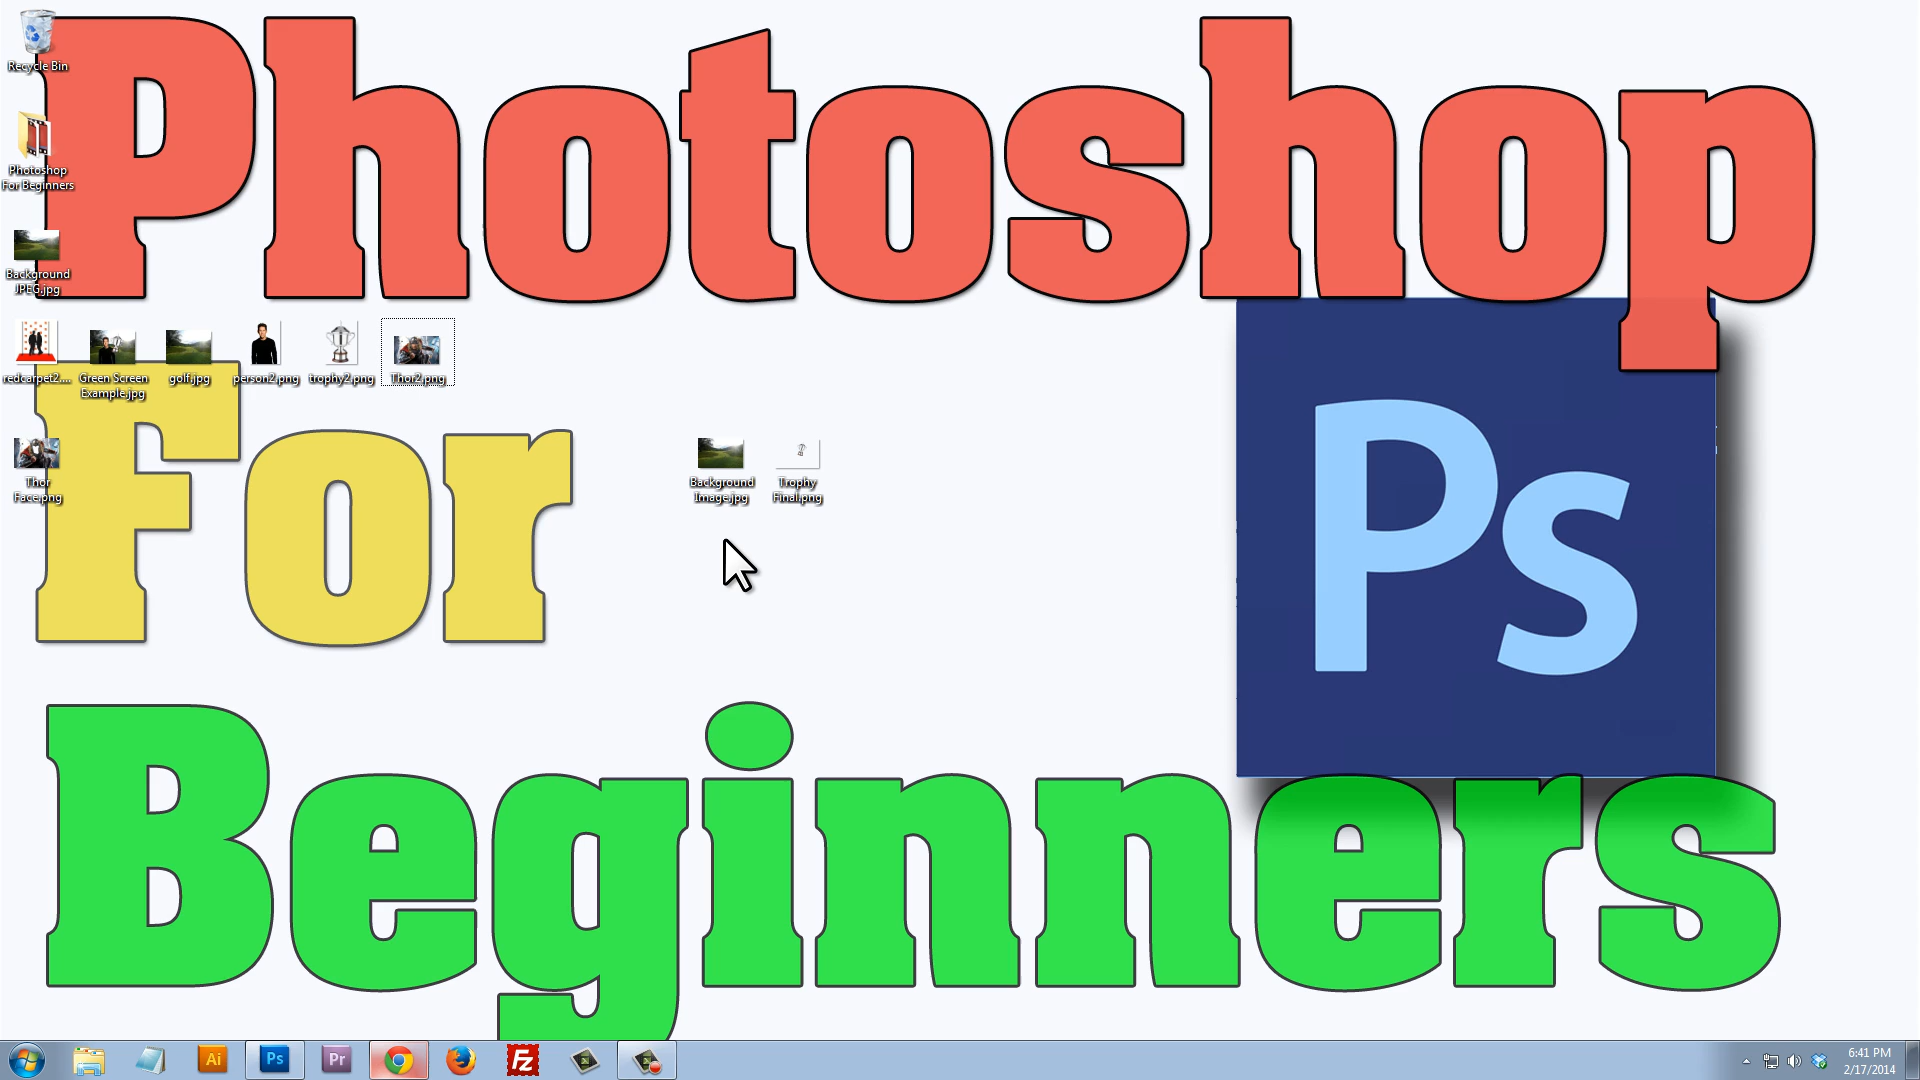 Photoshop
For
Beginners
Ps
Recycle Bin
Photoshop
For Beginners
Background
JPEG.jpg
redcarpet2....
Green Screen
Example.jpg
golf.jpg
person2.png
trophy2.png
Thor2.png
Thor
Face.png
Background
Image.jpg
Trophy
Final.png
Ai
Ps
Pr
FZ
6:41 PM
2/17/2014